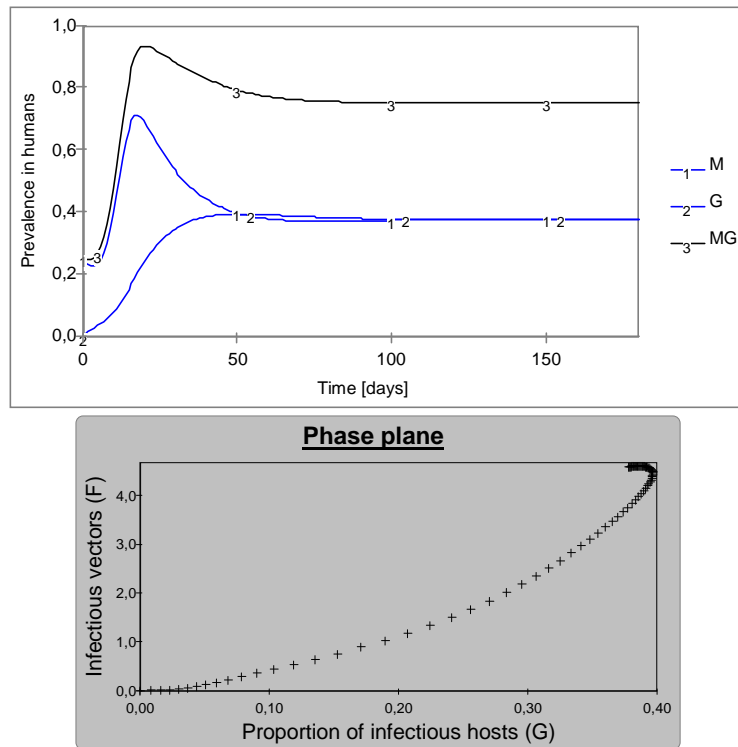 1,0
0,8
0,6
0,4
0,2
0,0
Prevalence in humans
3 3 3 3 3
1 2 1 2 1 2
2
0 50 100 150
Time [days]
1 M
2 G
3 MG
Phase plane
4,0
3,0
2,0
1,0
0,0
Infectious vectors (F)
0,00 0,10 0,20 0,30 0,40
Proportion of infectious hosts (G)